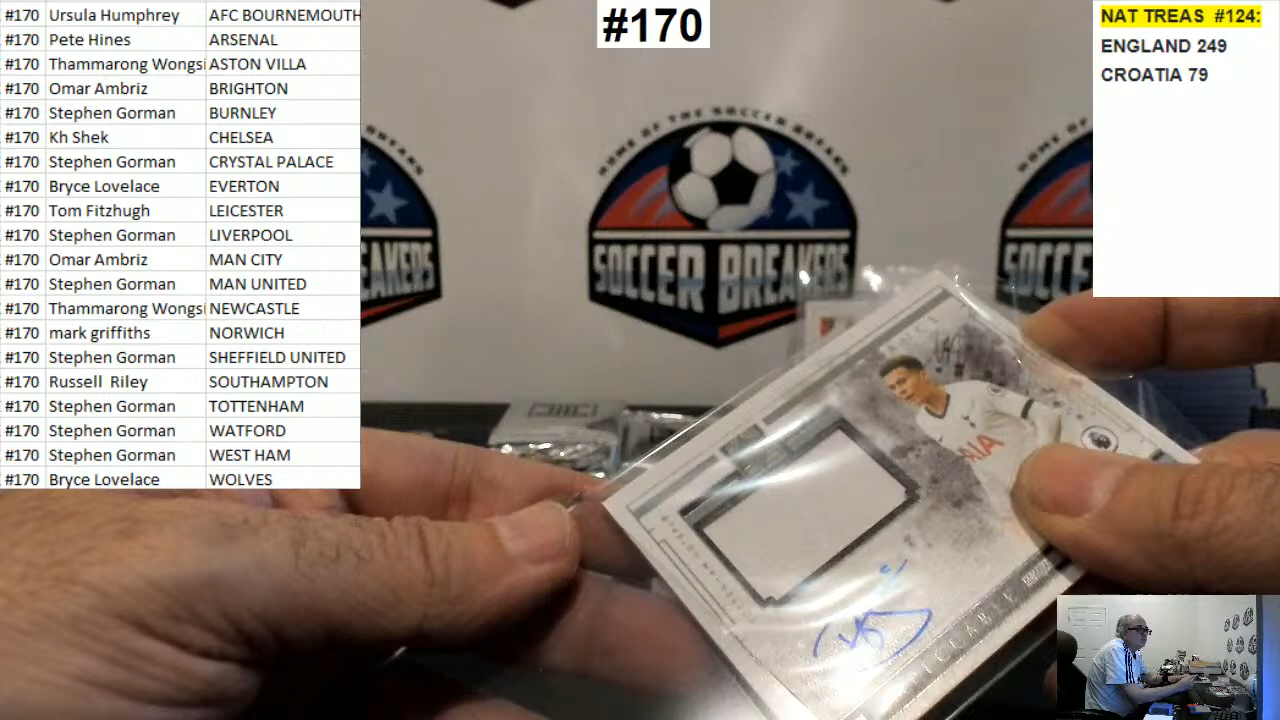 #170 Ursula Humphrey AFC BOURNEMOUTH
#170 Pete Hines ARSENAL
#170 Thammarong Wongsi ASTON VILLA
#170 Omar Ambriz BRIGHTON
#170 Stephen Gorman BURNLEY
#170 Kh Shek CHELSEA
#170 Stephen Gorman CRYSTAL PALACE
#170 Bryce Lovelace EVERTON
#170 Tom Fitzhugh LEICESTER
#170 Stephen Gorman LIVERPOOL
#170 Omar Ambriz MAN CITY
#170 Stephen Gorman MAN UNITED
#170 Thammarong Wongsi NEWCASTLE
#170 mark griffiths NORWICH
#170 Stephen Gorman SHEFFIELD UNITED
#170 Russell Riley SOUTHAMPTON
#170 Stephen Gorman TOTTENHAM
#170 Stephen Gorman WATFORD
#170 Stephen Gorman WEST HAM
#170 Bryce Lovelace WOLVES
#170
NAT TREAS #124:
ENGLAND 249
CROATIA 79
HOME OF THE SOCCER BREAKS
SOCCER BREAKERS
EAKERS
SOCCE
AIA